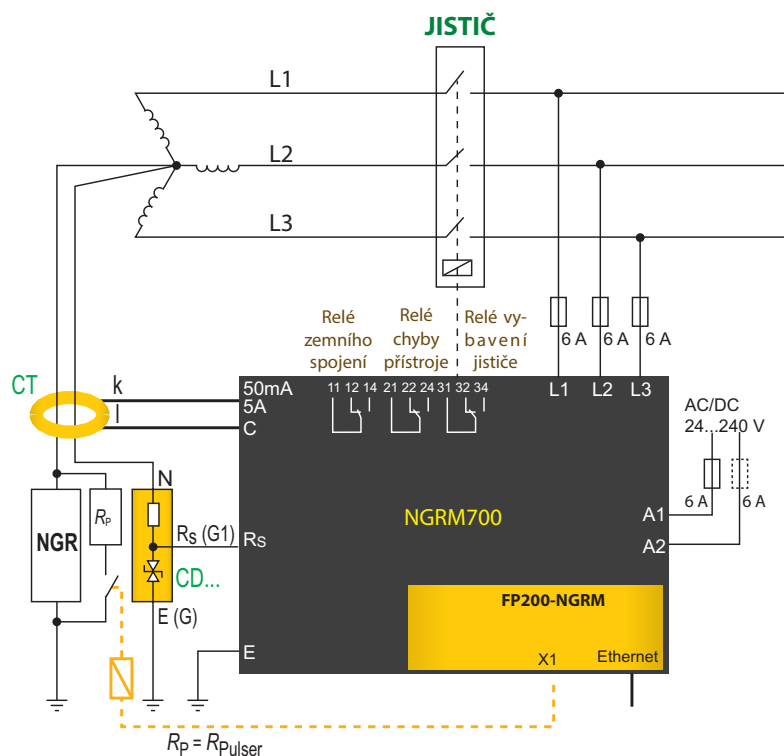 JISTIČ
L1
L2
L3
Relé zemního spojení
Relé chyby přístroje
Relé vy-
bavení
jističe
6 A
6 A
6 A
CT
k
l
50mA
5A
C
11 12 14 21 22 24 31 32 34
L1 L2 L3
AC/DC
24...240 V
6 A
6 A
N
NGR
RP
RS (G1)
RS
NGRM700
A1
A2
CD...
E (G)
FP200-NGRM
E
X1
Ethernet
RP = RPulser